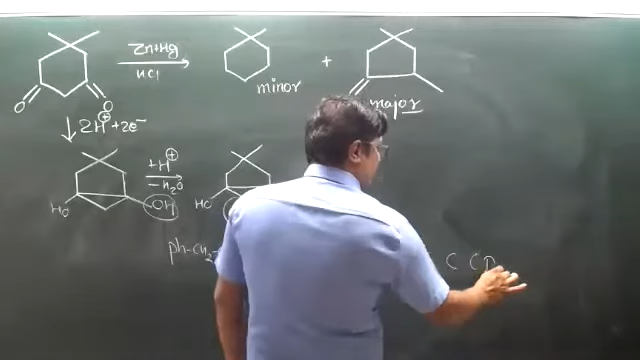 Zn+Hg
HCl
+
minor
major
O O
2H⊕ +2e⁻
+H⊕
-H₂O
HO OH
HO
ph-CH₂-
C C D